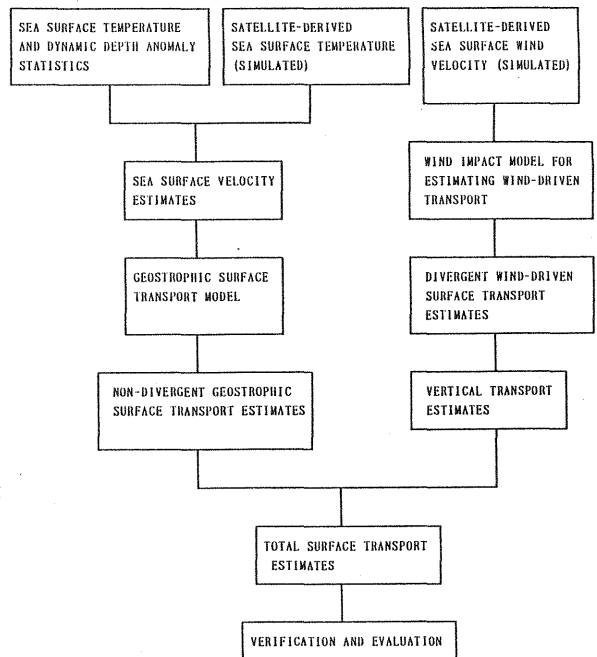 SEA SURFACE TEMPERATURE
AND DYNAMIC DEPTH ANOMALY
STATISTICS
SATELLITE-DERIVED
SEA SURFACE TEMPERATURE
(SIMULATED)
SATELLITE-DERIVED
SEA SURFACE WIND
VELOCITY (SIMULATED)
SEA SURFACE VELOCITY
ESTIMATES
WIND IMPACT MODEL FOR
ESTIMATING WIND-DRIVEN
TRANSPORT
GEOSTROPHIC SURFACE
TRANSPORT MODEL
DIVERGENT WIND-DRIVEN
SURFACE TRANSPORT
ESTIMATES
NON-DIVERGENT GEOSTROPHIC
SURFACE TRANSPORT ESTIMATES
VERTICAL TRANSPORT
ESTIMATES
TOTAL SURFACE TRANSPORT
ESTIMATES
VERIFICATION AND EVALUATION